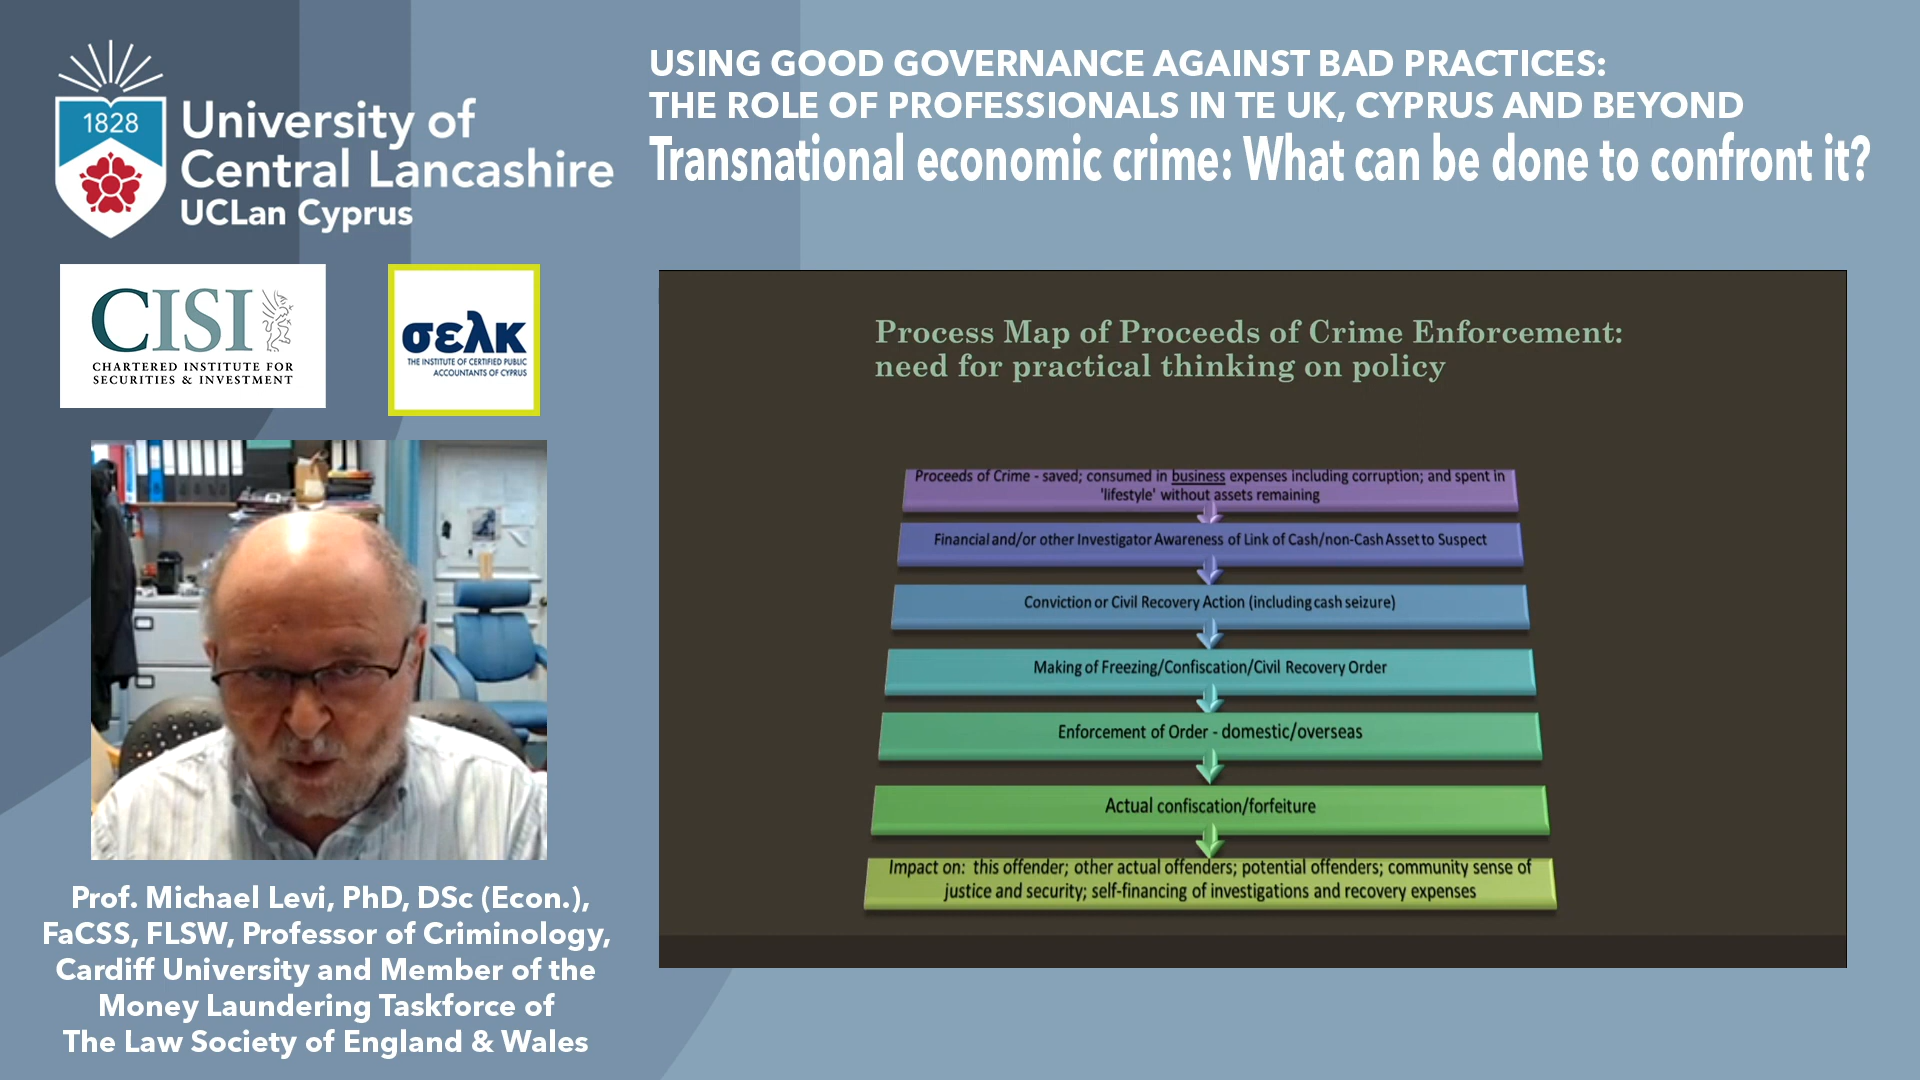 1828
University of
Central Lancashire
UCLan Cyprus
USING GOOD GOVERNANCE AGAINST BAD PRACTICES:
THE ROLE OF PROFESSIONALS IN TE UK, CYPRUS AND BEYOND
Transnational economic crime: What can be done to confront it?
CISI
CHARTERED INSTITUTE FOR
SECURITIES & INVESTMENT
σελκ
THE INSTITUTE OF CERTIFIED PUBLIC
ACCOUNTANTS OF CYPRUS
Process Map of Proceeds of Crime Enforcement:
need for practical thinking on policy
Proceeds of Crime - saved; consumed in business expenses including corruption; and spent in
'lifestyle' without assets remaining
Financial and/or other Investigator Awareness of Link of Cash/non-Cash Asset to Suspect
Conviction or Civil Recovery Action (including cash seizure)
Making of Freezing/Confiscation/Civil Recovery Order
Enforcement of Order - domestic/overseas
Actual confiscation/forfeiture
Impact on: this offender; other actual offenders; potential offenders; community sense of
justice and security; self-financing of investigations and recovery expenses
Prof. Michael Levi, PhD, DSc (Econ.),
FaCSS, FLSW, Professor of Criminology,
Cardiff University and Member of the
Money Laundering Taskforce of
The Law Society of England & Wales